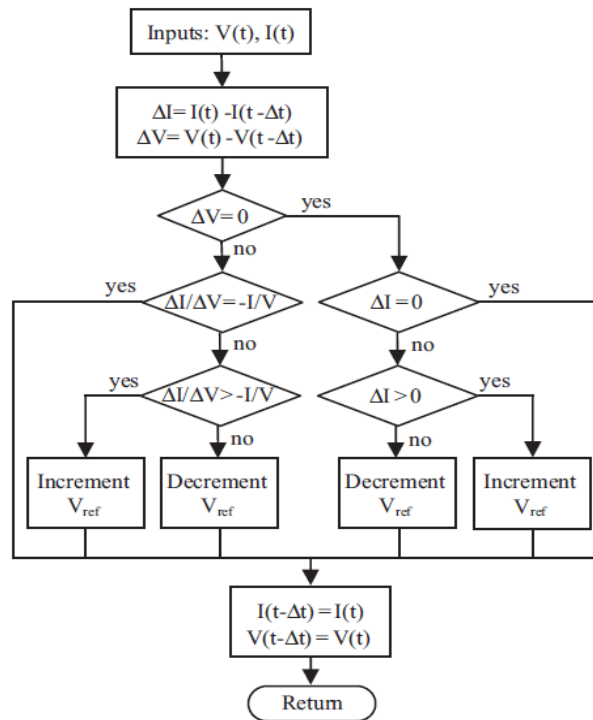 Inputs: V(t), I(t)
ΔI= I(t) -I(t -Δt)
ΔV= V(t) -V(t -Δt)
ΔV= 0
yes
no
yes
ΔI/ΔV= -I/V
ΔI = 0
yes
no
no
yes
ΔI/ΔV> -I/V
ΔI > 0
yes
no
no
Increment
Vref
Decrement
Vref
Decrement
Vref
Increment
Vref
I(t-Δt) = I(t)
V(t-Δt) = V(t)
Return